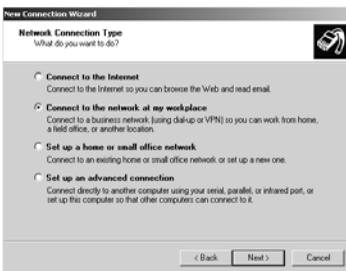 New Connection Wizard
Network Connection Type
What do you want to do?
Connect to the Internet
Connect to the Internet so you can browse the Web and read email.
Connect to the network at my workplace
Connect to a business network (using dial-up or VPN) so you can work from home,
a field office, or another location.
Set up a home or small office network
Connect to an existing home or small office network or set up a new one.
Set up an advanced connection
Connect directly to another computer using your serial, parallel, or infrared port, or
set up this computer so that other computers can connect to it.
< Back Next > Cancel